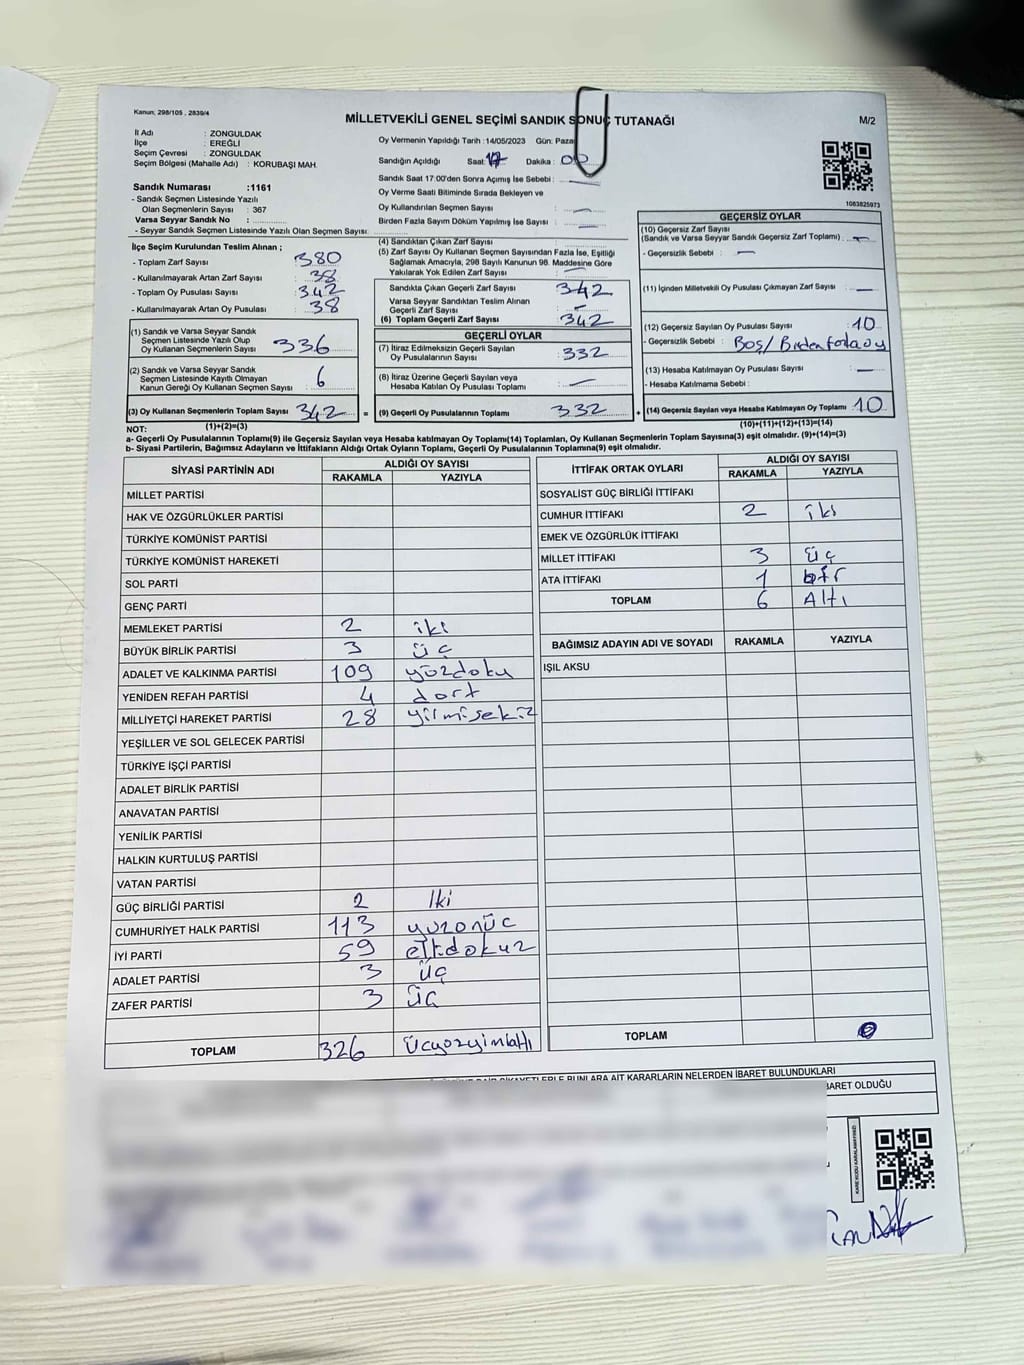 Kanun; 298/105 , 2839/4
MİLLETVEKİLİ GENEL SEÇİMİ SANDIK SONUÇ TUTANAĞI
M/2
İl Adı : ZONGULDAK
İlçe : EREĞLİ
Seçim Çevresi : ZONGULDAK
Seçim Bölgesi (Mahalle Adı) : KORUBAŞI MAH.
Sandık Numarası :1161
- Sandık Seçmen Listesinde Yazılı
Olan Seçmenlerin Sayısı : 367
Varsa Seyyar Sandık No :
- Seyyar Sandık Seçmen Listesinde Yazılı Olan Seçmen Sayısı:
Oy Vermenin Yapıldığı Tarih :14/05/2023 Gün: Pazar
Sandığın Açıldığı Saat: 17 Dakika : 00
Sandık Saat 17:00'den Sonra Açımış İse Sebebi :
Oy Verme Saati Bitiminde Sırada Bekleyen ve
Oy Kullandırılan Seçmen Sayısı :
Birden Fazla Sayım Döküm Yapılmış İse Sayısı :
1083825973
İlçe Seçim Kurulundan Teslim Alınan ;
- Toplam Zarf Sayısı : 380
- Kullanılmayarak Artan Zarf Sayısı : 38
- Toplam Oy Pusulası Sayısı : 342
- Kullanılmayarak Artan Oy Pusulası : 38
(1) Sandık ve Varsa Seyyar Sandık
Seçmen Listesinde Yazılı Olup
Oy Kullanan Seçmenlerin Sayısı : 336
(2) Sandık ve Varsa Seyyar Sandık
Seçmen Listesinde Kayıtlı Olmayan
Kanun Gereği Oy Kullanan Seçmen Sayısı : 6
(3) Oy Kullanan Seçmenlerin Toplam Sayısı : 342 =
(1)+(2)=(3)
(4) Sandıktan Çıkan Zarf Sayısı :
(5) Zarf Sayısı Oy Kullanan Seçmen Sayısından Fazla İse, Eşitliği
Sağlamak Amacıyla, 298 Sayılı Kanunun 98. Maddesine Göre
Yakılarak Yok Edilen Zarf Sayısı :
Sandıkta Çıkan Geçerli Zarf Sayısı : 342
Varsa Seyyar Sandıktan Teslim Alınan
Geçerli Zarf Sayısı : -
(6) Toplam Geçerli Zarf Sayısı : 342
GEÇERLİ OYLAR
(7) İtiraz Edilmeksizin Geçerli Sayılan
Oy Pusulalarının Sayısı : 332
(8) İtiraz Üzerine Geçerli Sayılan veya
Hesaba Katılan Oy Pusulaları Toplamı :
(9) Geçerli Oy Pusulalarının Toplamı : 332 +
GEÇERSİZ OYLAR
(10) Geçersiz Zarf Sayısı
(Sandık ve Varsa Seyyar Sandık Geçersiz Zarf Toplamı) :
- Geçersizlik Sebebi :
(11) İçinden Milletvekili Oy Pusulası Çıkmayan Zarf Sayısı :
(12) Geçersiz Sayılan Oy Pusulası Sayısı : 10
- Geçersizlik Sebebi : Boş/ Birden fazla oy
(13) Hesaba Katılmayan Oy Pusulası Sayısı :
- Hesaba Katılmama Sebebi :
(14) Geçersiz Sayılan veya Hesaba Katılmayan Oy Toplamı : 10
(10)+(11)+(12)+(13)=(14)
NOT:
a- Geçerli Oy Pusulalarının Toplamı(9) ile Geçersiz Sayılan veya Hesaba Katılmayan Oy Toplamı(14) Toplamları, Oy Kullanan Seçmenlerin Toplam Sayısına(3) eşit olmalıdır. (9)+(14)=(3)
b- Siyasi Partilerin, Bağımsız Adayların ve İttifakların Aldığı Ortak Oyların Toplamı, Geçerli Oy Pusulalarının Toplamına(9) eşit olmalıdır.
SİYASİ PARTİNİN ADI ALDIĞI OY SAYISI
RAKAMLA YAZIYLA
MİLLET PARTİSİ
HAK VE ÖZGÜRLÜKLER PARTİSİ
TÜRKİYE KOMÜNİST PARTİSİ
TÜRKİYE KOMÜNİST HAREKETİ
SOL PARTİ
GENÇ PARTİ
MEMLEKET PARTİSİ 2 iki
BÜYÜK BİRLİK PARTİSİ 3 üç
ADALET VE KALKINMA PARTİSİ 109 yüzdoku
YENİDEN REFAH PARTİSİ 4 dort
MİLLİYETÇİ HAREKET PARTİSİ 28 yirmisekiz
YEŞİLLER VE SOL GELECEK PARTİSİ
TÜRKİYE İŞÇİ PARTİSİ
ADALET BİRLİK PARTİSİ
ANAVATAN PARTİSİ
YENİLİK PARTİSİ
HALKIN KURTULUŞ PARTİSİ
VATAN PARTİSİ
GÜÇ BİRLİĞİ PARTİSİ 2 İki
CUMHURİYET HALK PARTİSİ 113 yuzonüc
İYİ PARTİ 59 ellidokuz
ADALET PARTİSİ 3 üç
ZAFER PARTİSİ 3 üç
TOPLAM 326 Ücyüzyirmialtı
İTTİFAK ORTAK OYLARI ALDIĞI OY SAYISI
RAKAMLA YAZIYLA
SOSYALİST GÜÇ BİRLİĞİ İTTİFAKI
CUMHUR İTTİFAKI 2 iki
EMEK VE ÖZGÜRLÜK İTTİFAKI
MİLLET İTTİFAKI 3 üç
ATA İTTİFAKI 1 bir
TOPLAM 6 Altı
BAĞIMSIZ ADAYIN ADI VE SOYADI RAKAMLA YAZIYLA
IŞIL AKSU
TOPLAM 0
NELERDEN İBARET BULUNDUKLARI
BARET OLDUĞU